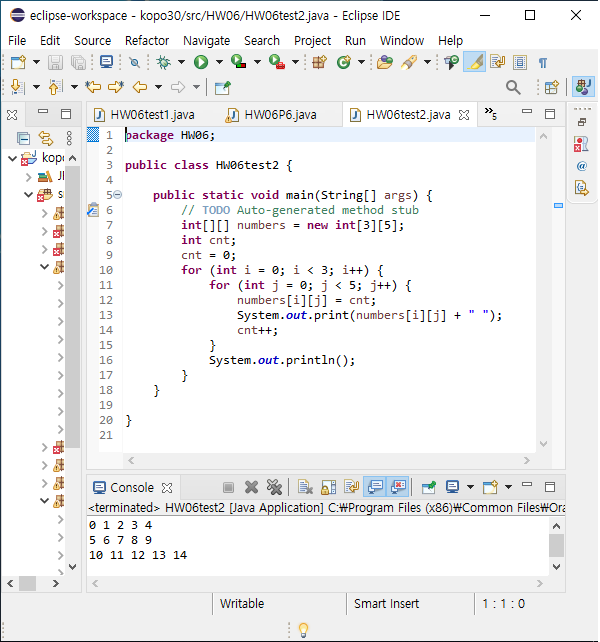 eclipse-workspace - kopo30/src/HW06/HW06test2.java - Eclipse IDE
File Edit Source Refactor Navigate Search Project Run Window Help
HW06test1.java HW06P6.java HW06test2.java »5
kopo
1 package HW06;
2
3 public class HW06test2 {
4
5 public static void main(String[] args) {
6 // TODO Auto-generated method stub
7 int[][] numbers = new int[3][5];
8 int cnt;
9 cnt = 0;
10 for (int i = 0; i < 3; i++) {
11 for (int j = 0; j < 5; j++) {
12 numbers[i][j] = cnt;
13 System.out.print(numbers[i][j] + " ");
14 cnt++;
15 }
16 System.out.println();
17 }
18 }
19
20 }
21
Console
<terminated> HW06test2 [Java Application] C:₩Program Files (x86)₩Common Files₩Ora
0 1 2 3 4
5 6 7 8 9
10 11 12 13 14
Writable Smart Insert 1 : 1 : 0